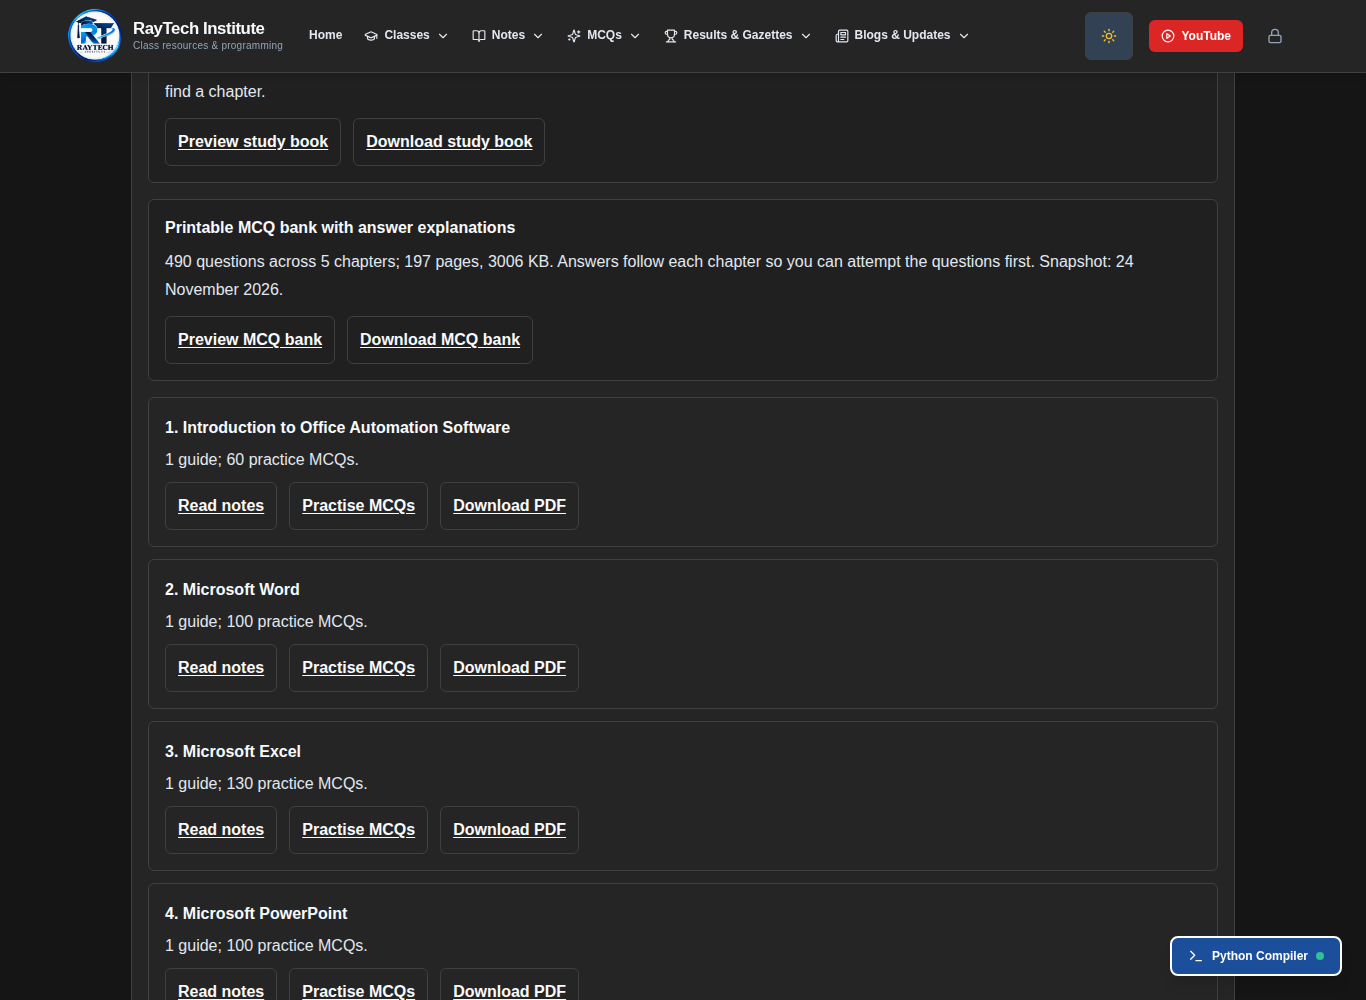 RAYTECH
RayTech Institute
Class resources & programming
Home
Classes
Notes
MCQs
Results & Gazettes
Blogs & Updates
YouTube
find a chapter.
Preview study book
Download study book
Printable MCQ bank with answer explanations
490 questions across 5 chapters; 197 pages, 3006 KB. Answers follow each chapter so you can attempt the questions first. Snapshot: 24
November 2026.
Preview MCQ bank
Download MCQ bank
1. Introduction to Office Automation Software
1 guide; 60 practice MCQs.
Read notes
Practise MCQs
Download PDF
2. Microsoft Word
1 guide; 100 practice MCQs.
Read notes
Practise MCQs
Download PDF
3. Microsoft Excel
1 guide; 130 practice MCQs.
Read notes
Practise MCQs
Download PDF
4. Microsoft PowerPoint
1 guide; 100 practice MCQs.
Read notes
Practise MCQs
Download PDF
Python Compiler